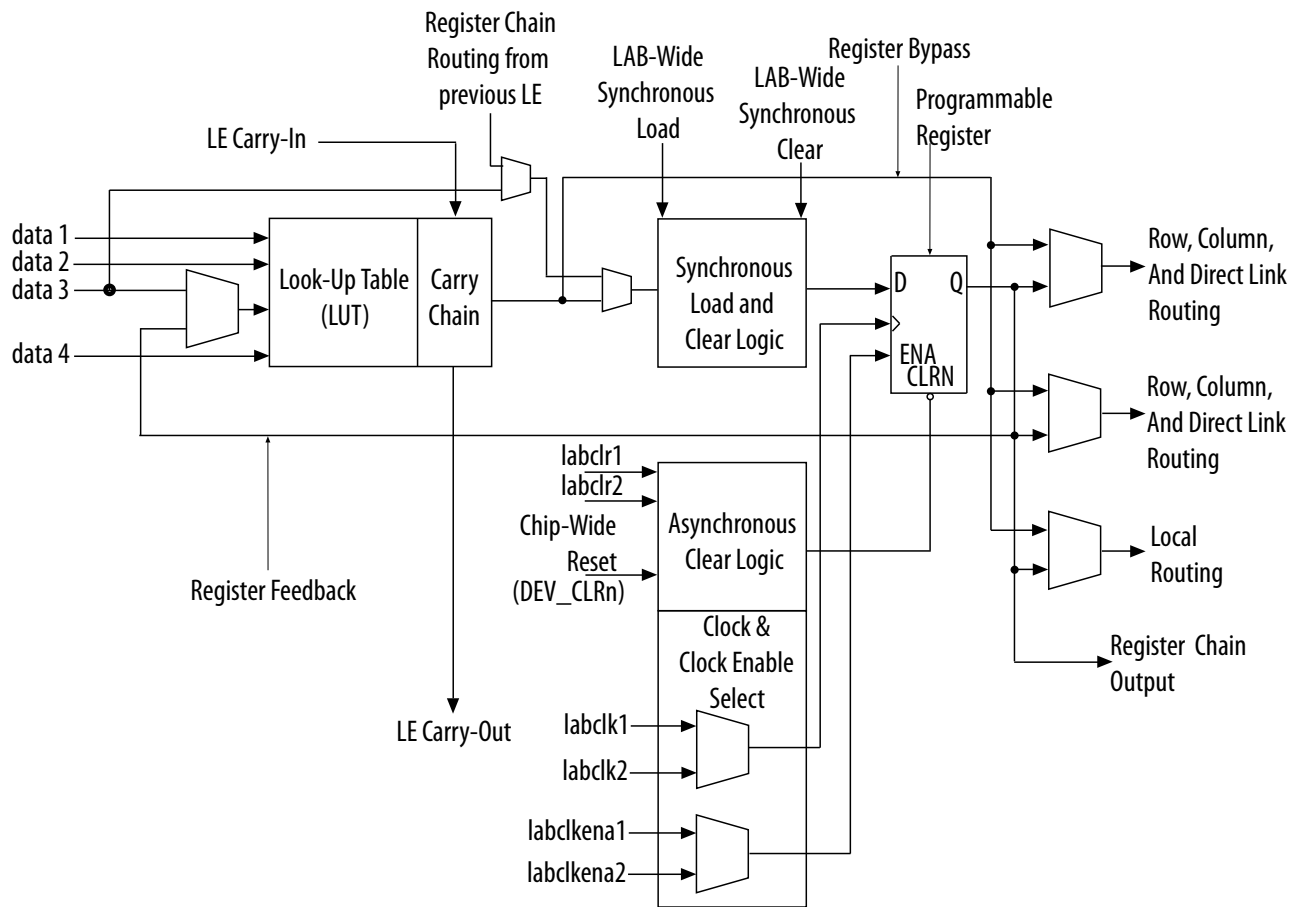 Register Chain
Routing from
previous LE
LAB-Wide
Synchronous
Load
Register Bypass
LAB-Wide
Synchronous
Clear
Programmable
Register
LE Carry-In
data 1
data 2
data 3
data 4
Look-Up Table
(LUT)
Carry
Chain
Synchronous
Load and
Clear Logic
D
Q
ENA
CLRN
Row, Column,
And Direct Link
Routing
Row, Column,
And Direct Link
Routing
Local
Routing
Register Chain
Output
labclr1
labclr2
Chip-Wide
Reset
(DEV_CLRn)
Asynchronous
Clear Logic
Register Feedback
Clock &
Clock Enable
Select
LE Carry-Out
labclk1
labclk2
labclkena1
labclkena2